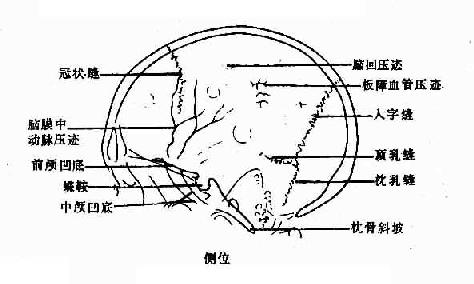 冠状缝
脑膜中
动脉压迹
前颅凹底
蝶鞍
中颅凹底
脑回压迹
板障血管压迹
人字缝
顶乳缝
枕乳缝
枕骨斜坡
侧位